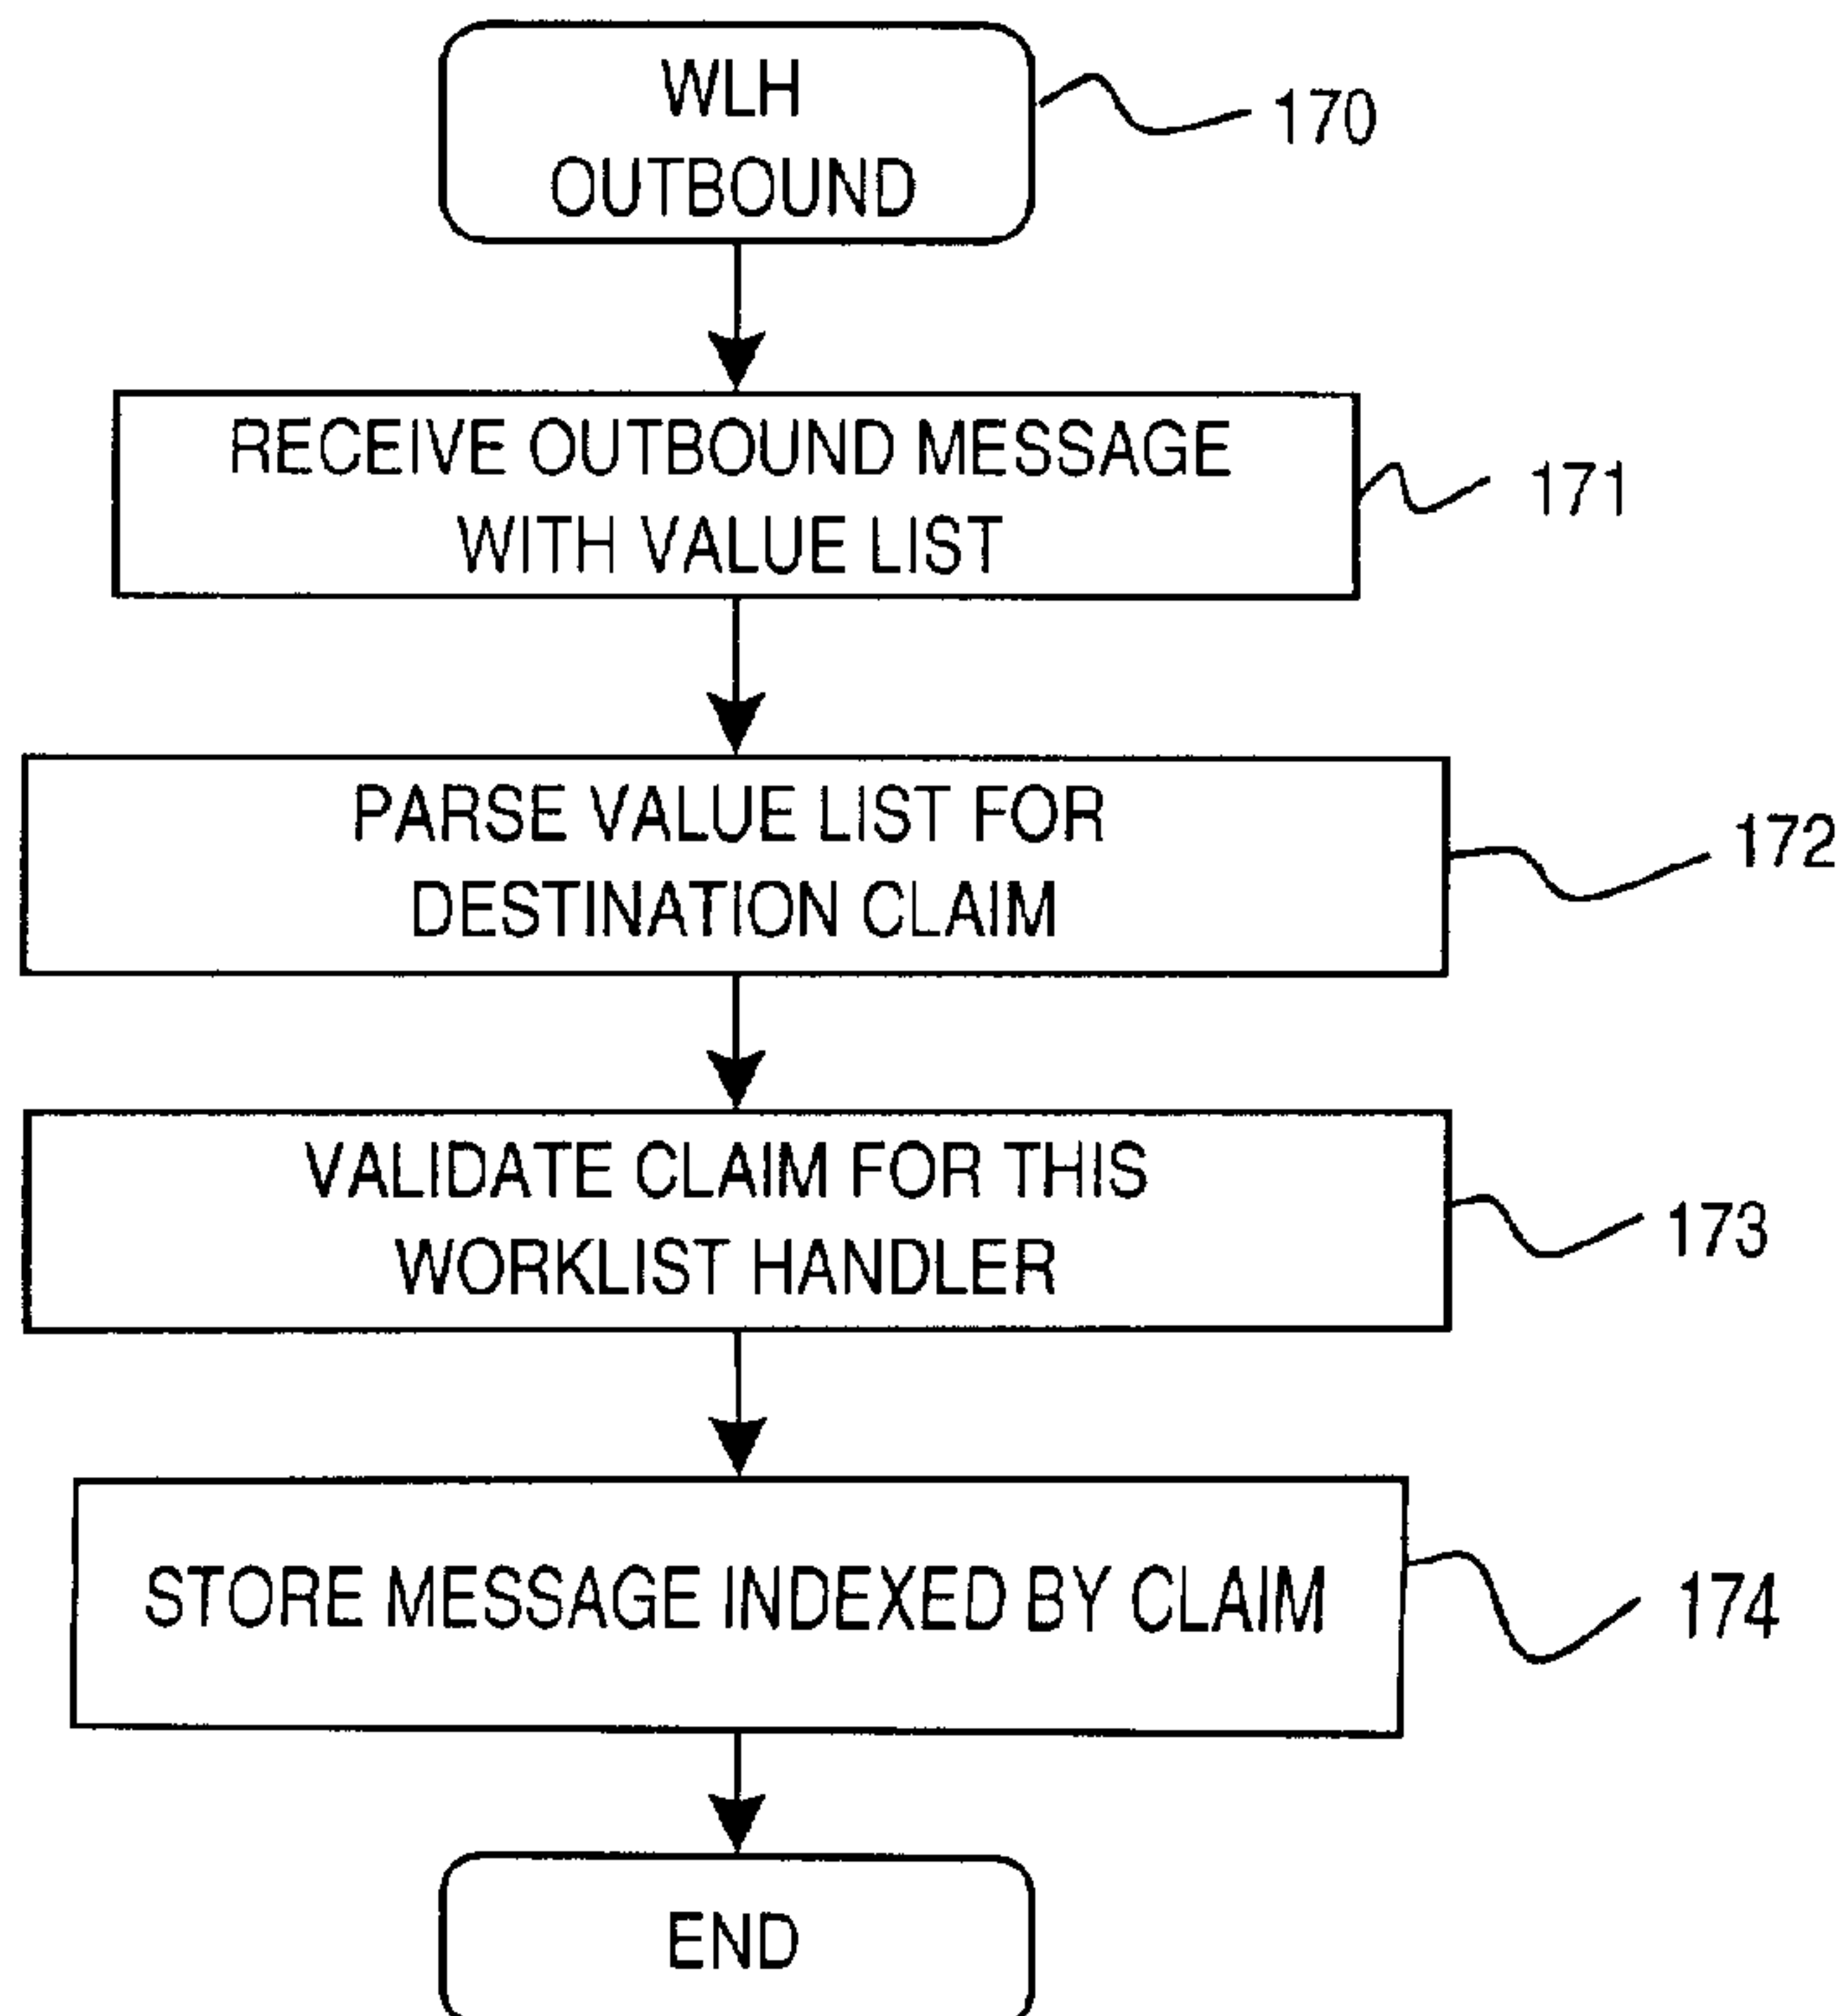 WLH
OUTBOUND
170
RECEIVE OUTBOUND MESSAGE
WITH VALUE LIST
171
PARSE VALUE LIST FOR
DESTINATION CLAIM
172
VALIDATE CLAIM FOR THIS
WORKLIST HANDLER
173
STORE MESSAGE INDEXED BY CLAIM
174
END